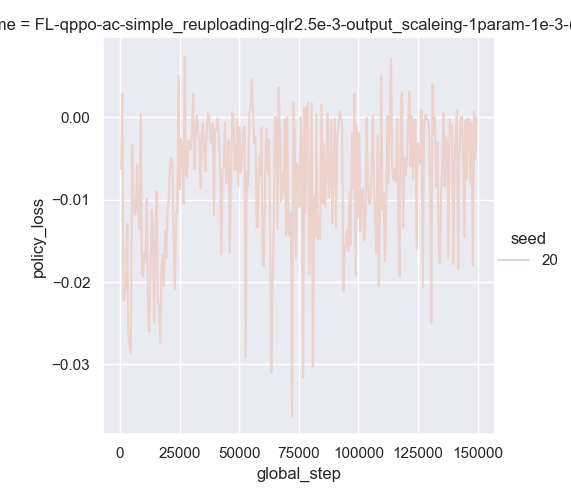 me = FL-qppo-ac-simple_reuploading-qlr2.5e-3-output_scaleing-1param-1e-3-
0.00
−0.01
−0.02
−0.03
policy_loss
seed
20
0 25000 50000 75000 100000 125000 150000
global_step